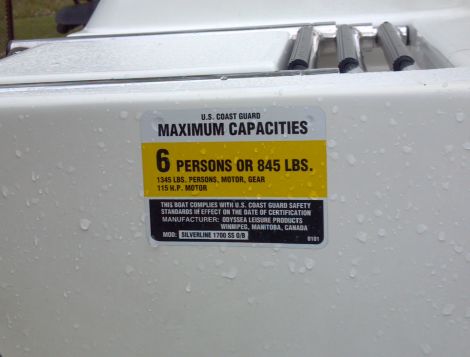 U.S. COAST GUARD
MAXIMUM CAPACITIES
6 PERSONS OR 845 LBS.
1345 LBS. PERSONS, MOTOR, GEAR
115 H.P. MOTOR
THIS BOAT COMPLIES WITH U.S. COAST GUARD SAFETY
STANDARDS IN EFFECT ON THE DATE OF CERTIFICATION
MANUFACTURER: ODYSSEA LEISURE PRODUCTS
WINNIPEG, MANITOBA, CANADA
MOD: SILVERLINE 1700 SS O/B
0101